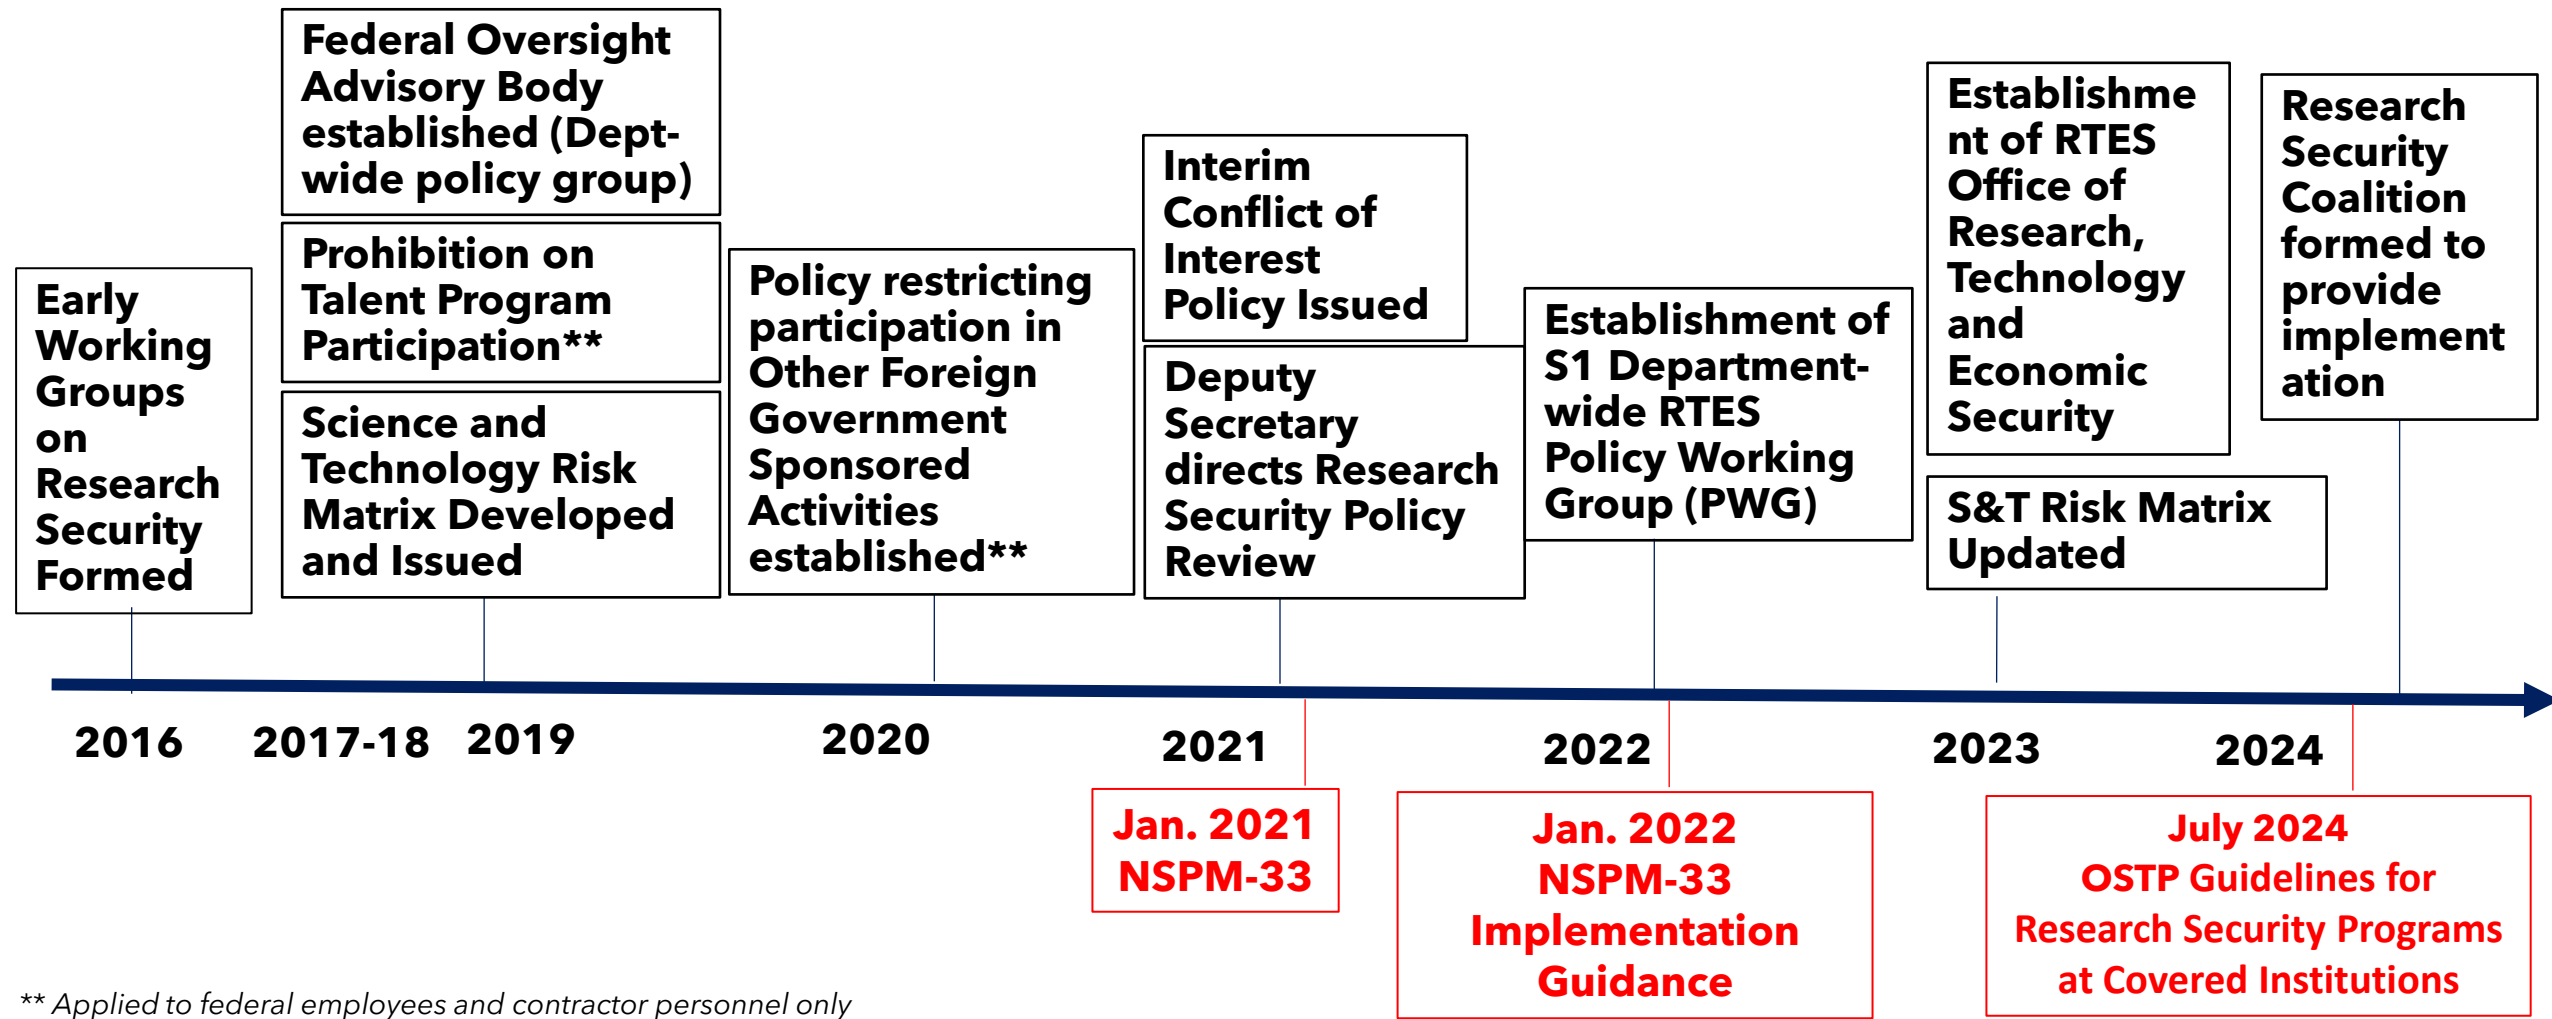 Early
Working
Groups
on
Research
Security
Formed
Federal Oversight
Advisory Body
established (Dept-
wide policy group)
Prohibition on
Talent Program
Participation**
Science and
Technology Risk
Matrix Developed
and Issued
Policy restricting
participation in
Other Foreign
Government
Sponsored
Activities
established**
Interim
Conflict of
Interest
Policy Issued
Deputy
Secretary
directs Research
Security Policy
Review
Establishment of
S1 Department-
wide RTES
Policy Working
Group (PWG)
Establishme
nt of RTES
Office of
Research,
Technology
and
Economic
Security
S&T Risk Matrix
Updated
Research
Security
Coalition
formed to
provide
implement
ation
2016
2017-18
2019
2020
2021
2022
2023
2024
Jan. 2021
NSPM-33
Jan. 2022
NSPM-33
Implementation
Guidance
July 2024
OSTP Guidelines for
Research Security Programs
at Covered Institutions
** Applied to federal employees and contractor personnel only